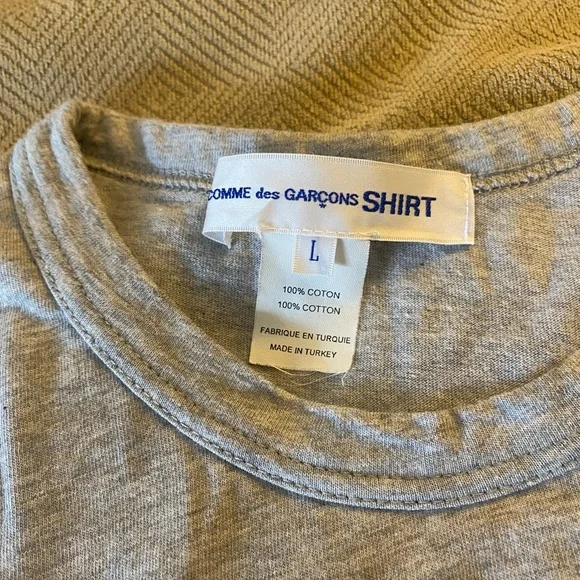 COMME des GARÇONS SHIRT
L
100% COTON
100% COTTON
FABRIQUE EN TURQUIE
MADE IN TURKEY